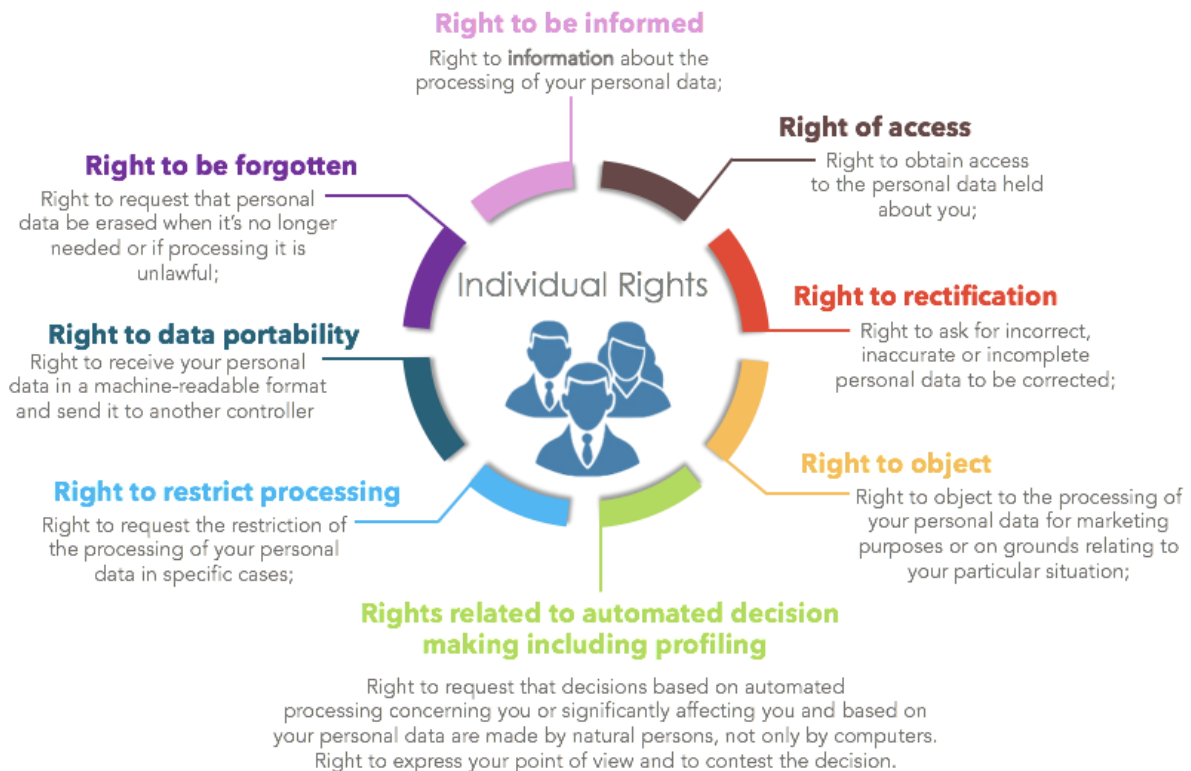 Right to be informed
Right to information about the
processing of your personal data;
Right of access
Right to obtain access
to the personal data held
about you;
Right to rectification
Right to ask for incorrect,
inaccurate or incomplete
personal data to be corrected;
Right to object
Right to object to the processing of
your personal data for marketing
purposes or on grounds relating to
your particular situation;
Rights related to automated decision
making including profiling
Right to request that decisions based on automated
processing concerning you or significantly affecting you and based on
your personal data are made by natural persons, not only by computers.
Right to express your point of view and to contest the decision.
Right to restrict processing
Right to request the restriction of
the processing of your personal
data in specific cases;
Right to data portability
Right to receive your personal
data in a machine-readable format
and send it to another controller
Right to be forgotten
Right to request that personal
data be erased when it's no longer
needed or if processing it is
unlawful;
Individual Rights